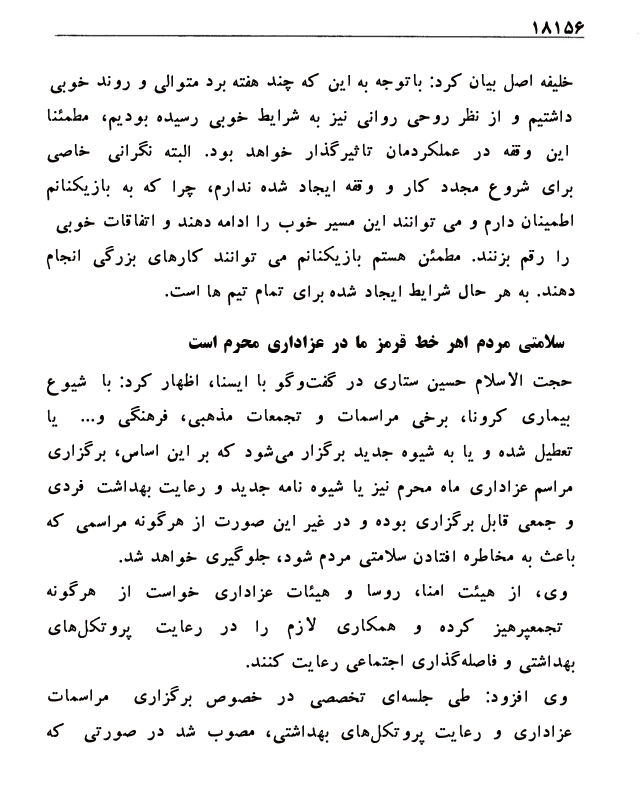 ۱۸۱۵۶
خلیفه اصل بیان کرد: باتوجه به این که چند هفته برد متوالی و روند خوبی
داشتیم و از نظر روحی روانی نیز به شرایط خوبی رسیده بودیم، مطمئنا
این وقفه در عملکردمان تاثیرگذار خواهد بود. البته نگرانی خاصی
برای شروع مجدد کار و وقفه ایجاد شده ندارم، چرا که به بازیکنانم
اطمینان دارم و می توانند این مسیر خوب را ادامه دهند و اتفاقات خوبی
را رقم بزنند. مطمئن هستم بازیکنانم می توانند کارهای بزرگی انجام
دهند. به هر حال شرایط ایجاد شده برای تمام تیم ها است.
سلامتی مردم اهر خط قرمز ما در عزاداری محرم است
حجت الاسلام حسین ستاری در گفت‌وگو با ایسنا، اظهار کرد: با شیوع
بیماری کرونا، برخی مراسمات و تجمعات مذهبی، فرهنگی و... یا
تعطیل شده و یا به شیوه جدید برگزار می‌شود که بر این اساس، برگزاری
مراسم عزاداری ماه محرم نیز با شیوه نامه جدید و رعایت بهداشت فردی
و جمعی قابل برگزاری بوده و در غیر این صورت از هرگونه مراسمی که
باعث به مخاطره افتادن سلامتی مردم شود، جلوگیری خواهد شد.
وی، از هیئت امنا، روسا و هیئات عزاداری خواست از هرگونه
تجمعپرهیز کرده و همکاری لازم را در رعایت پروتکل‌های
بهداشتی و فاصله‌گذاری اجتماعی رعایت کنند.
وی افزود: طی جلسه‌ای تخصصی در خصوص برگزاری مراسمات
عزاداری و رعایت پروتکل‌های بهداشتی، مصوب شد در صورتی که